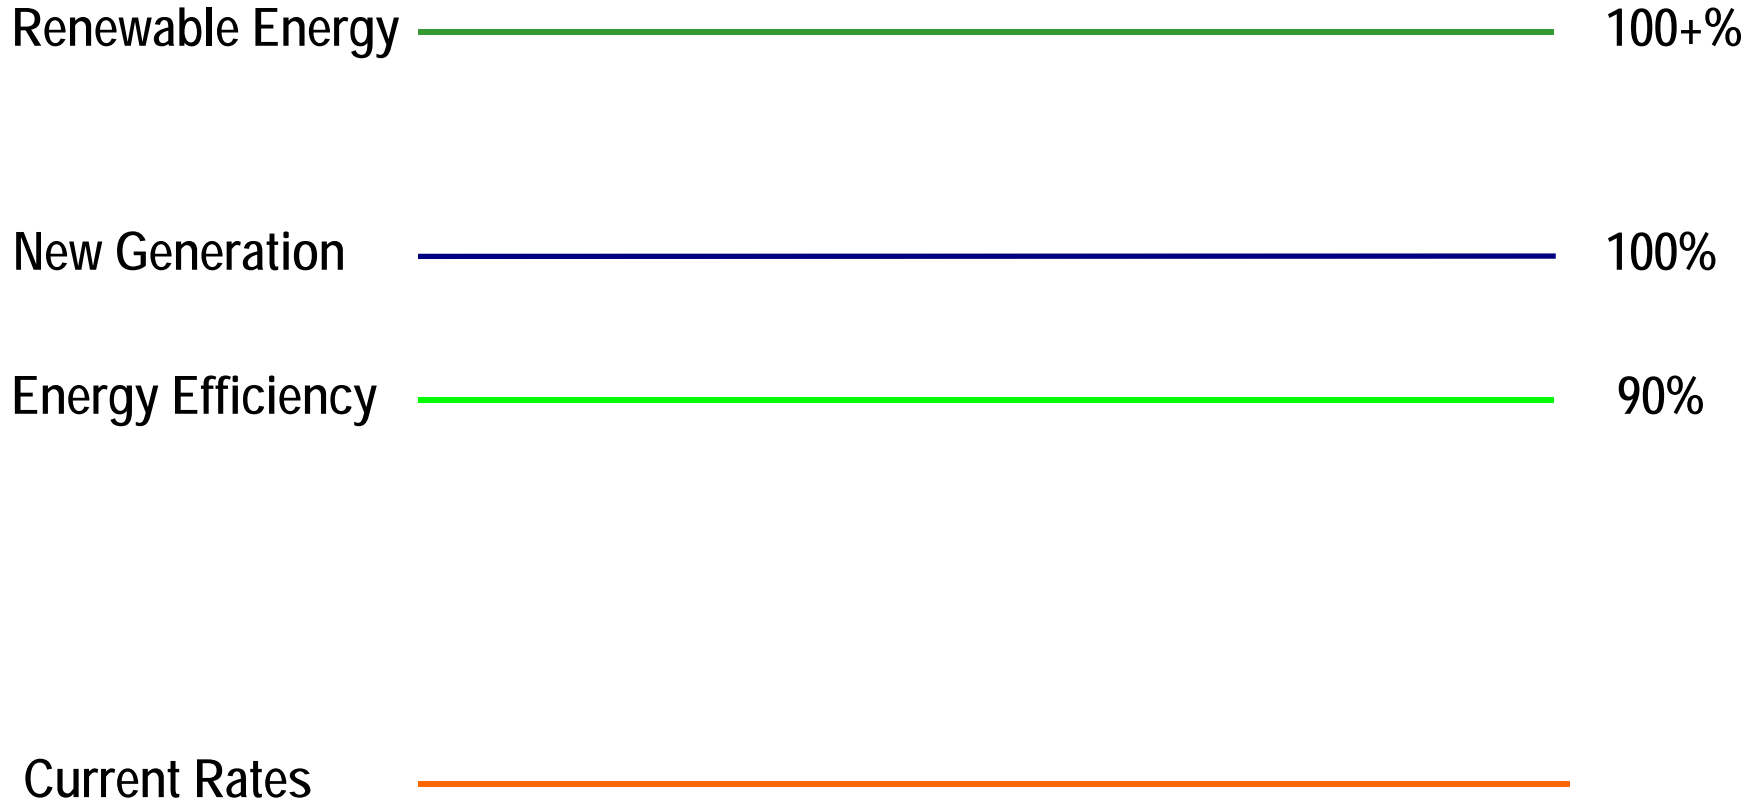 Renewable Energy 100+%
New Generation 100%
Energy Efficiency 90%
Current Rates